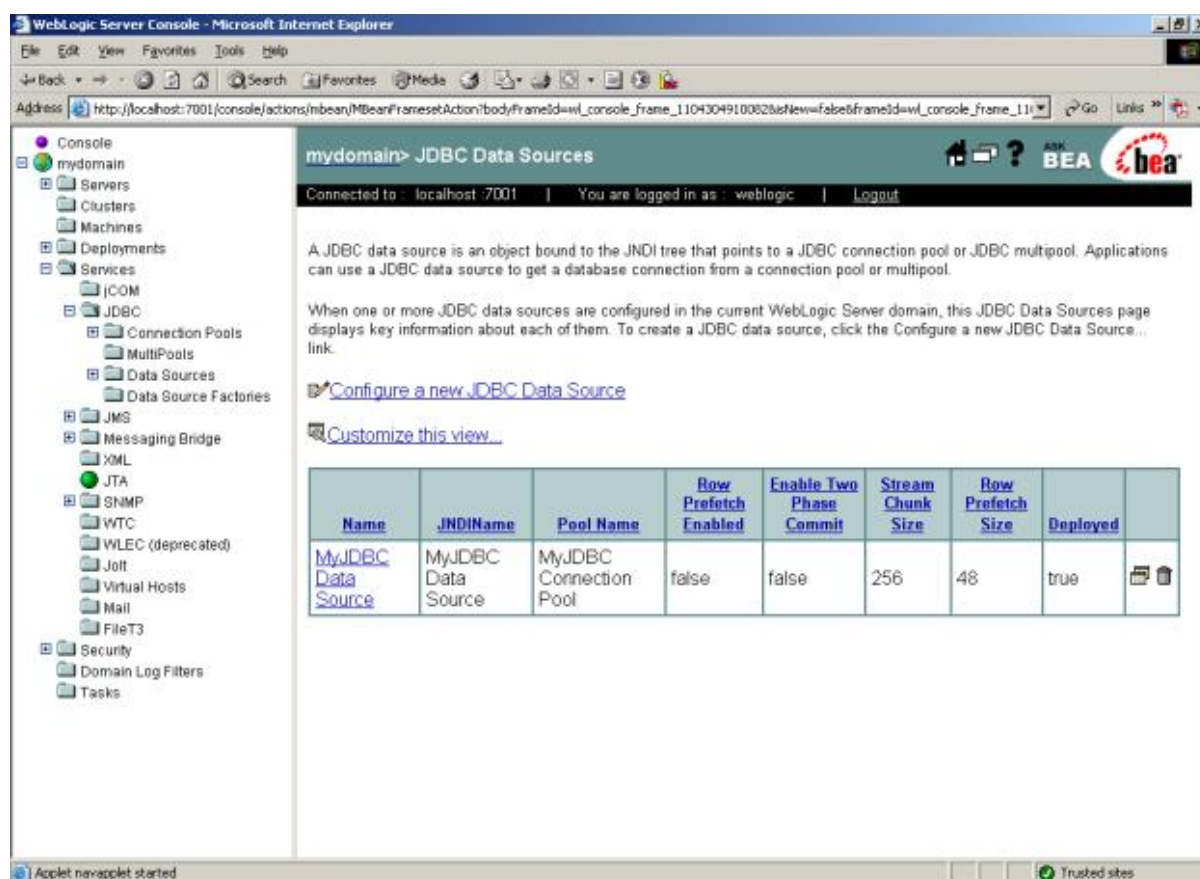 WebLogic Server Console - Microsoft Internet Explorer
File Edit View Favorites Tools Help
Back Search Favorites Media
Address http://localhost:7001/console/actions/mbean/MBeanFramesetAction?bodyFrameId=wl_console_frame_1104304910082&isNew=false&frameId=wl_console_frame_110 Go Links »
Console
mydomain
Servers
Clusters
Machines
Deployments
Services
jCOM
JDBC
Connection Pools
MultiPools
Data Sources
Data Source Factories
JMS
Messaging Bridge
XML
JTA
SNMP
WTC
WLEC (deprecated)
Jolt
Virtual Hosts
Mail
FileT3
Security
Domain Log Filters
Tasks
mydomain> JDBC Data Sources
? ASK BEA bea
Connected to : localhost :7001 | You are logged in as : weblogic | Logout
A JDBC data source is an object bound to the JNDI tree that points to a JDBC connection pool or JDBC multipool. Applications
can use a JDBC data source to get a database connection from a connection pool or multipool.
When one or more JDBC data sources are configured in the current WebLogic Server domain, this JDBC Data Sources page
displays key information about each of them. To create a JDBC data source, click the Configure a new JDBC Data Source...
link.
Configure a new JDBC Data Source
Customize this view...
Name JNDIName Pool Name Row Prefetch Enabled Enable Two Phase Commit Stream Chunk Size Row Prefetch Size Deployed
MyJDBC Data Source MyJDBC Data Source MyJDBC Connection Pool false false 256 48 true
Applet navapplet started
Trusted sites